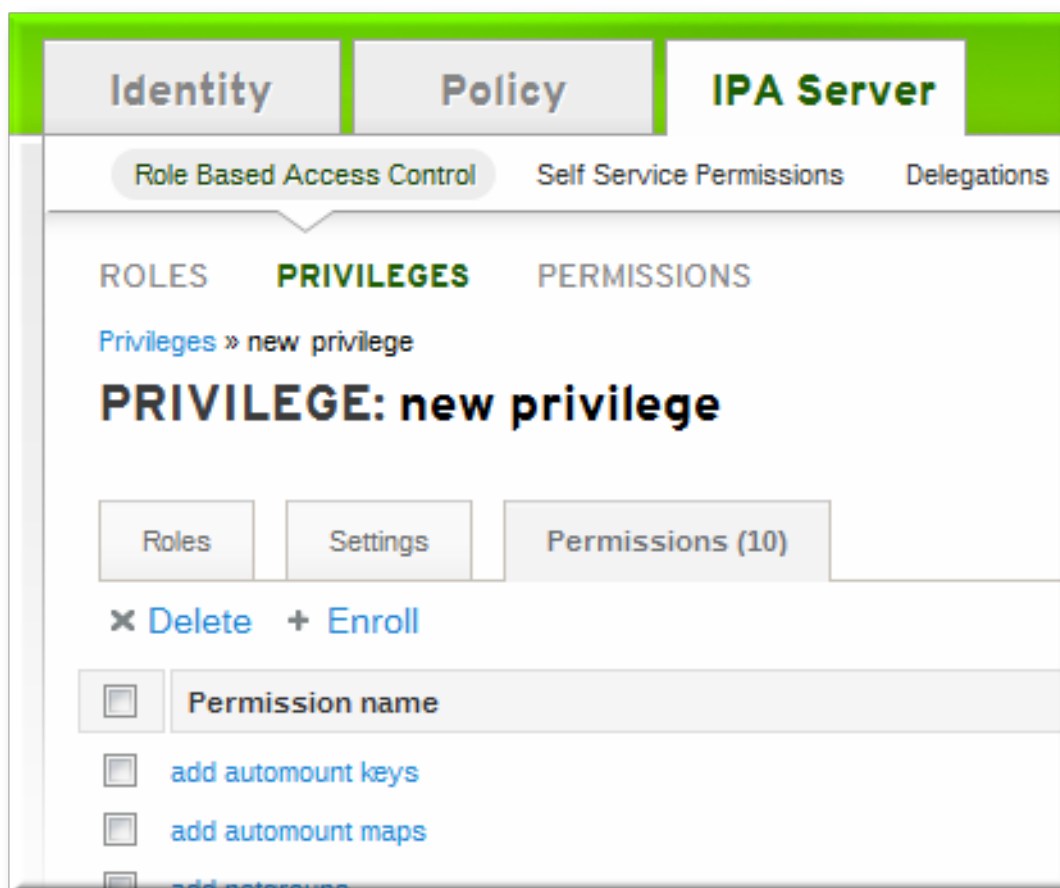 Identity Policy IPA Server
Role Based Access Control Self Service Permissions Delegations
ROLES PRIVILEGES PERMISSIONS
Privileges » new privilege
PRIVILEGE: new privilege
Roles Settings Permissions (10)
Delete + Enroll
Permission name
add automount keys
add automount maps